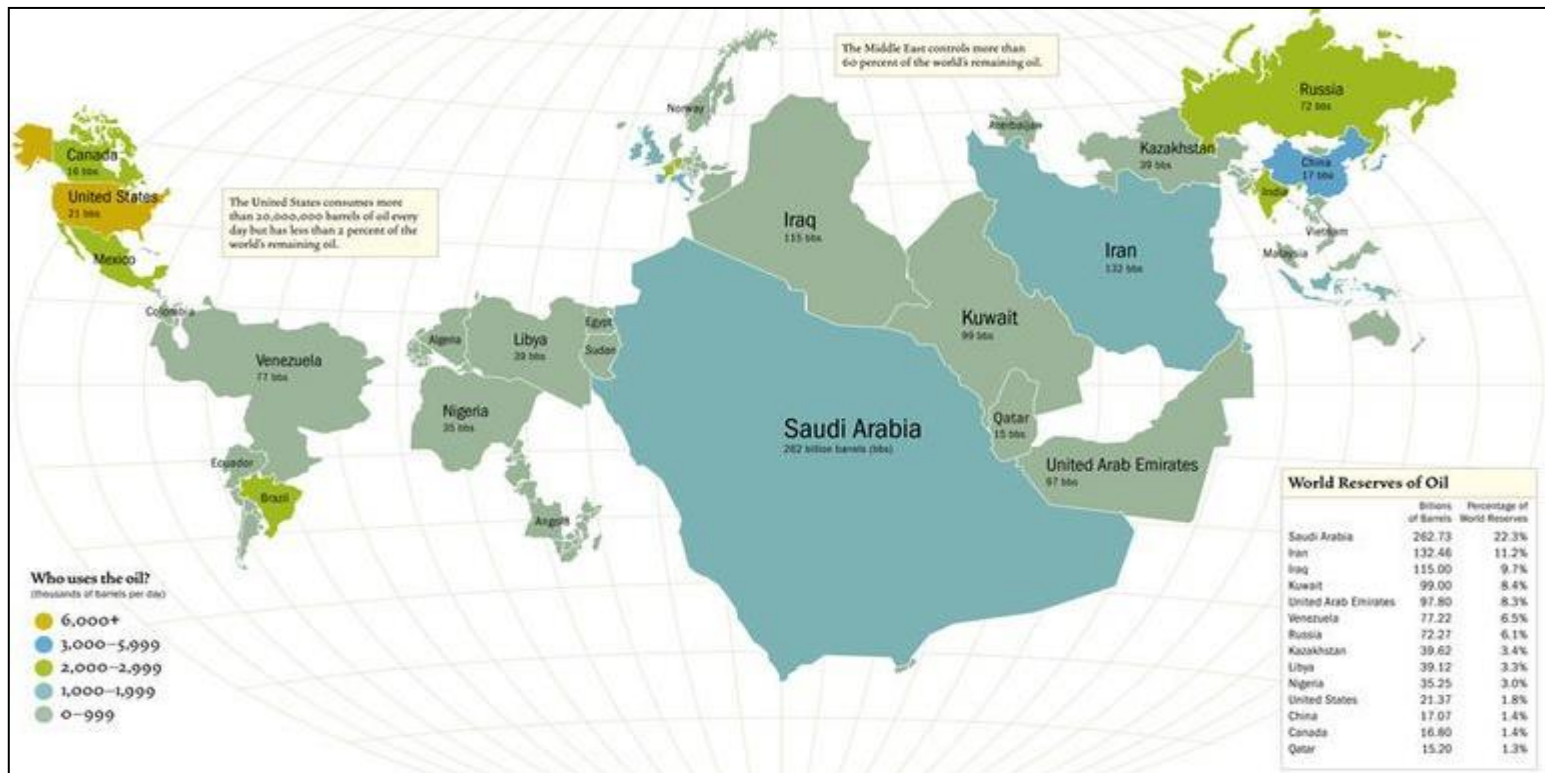 The Middle East controls more than
60 percent of the world's remaining oil.
Norway
Azerbaijan
Russia
72 bbs
Kazakhstan
39 bbs
China
17 bbs
India
Vietnam
Malaysia
Canada
16 bbs
United States
21 bbs
Mexico
The United States consumes more
than 20,000,000 barrels of oil every
day but has less than 2 percent of the
world's remaining oil.
Iraq
115 bbs
Iran
132 bbs
Kuwait
99 bbs
Colombia
Venezuela
77 bbs
Ecuador
Brazil
Algeria
Libya
39 bbs
Egypt
Sudan
Nigeria
35 bbs
Angola
Saudi Arabia
262 billion barrels (bbs)
Qatar
15 bbs
United Arab Emirates
97 bbs
Who uses the oil?
(thousands of barrels per day)
6,000+
3,000–5,999
2,000–2,999
1,000–1,999
0–999
World Reserves of Oil
Billions of Barrels Percentage of World Reserves
Saudi Arabia 262.73 22.3%
Iran 132.46 11.2%
Iraq 115.00 9.7%
Kuwait 99.00 8.4%
United Arab Emirates 97.80 8.3%
Venezuela 77.22 6.5%
Russia 72.27 6.1%
Kazakhstan 39.62 3.4%
Libya 39.12 3.3%
Nigeria 35.25 3.0%
United States 21.37 1.8%
China 17.07 1.4%
Canada 16.80 1.4%
Qatar 15.20 1.3%